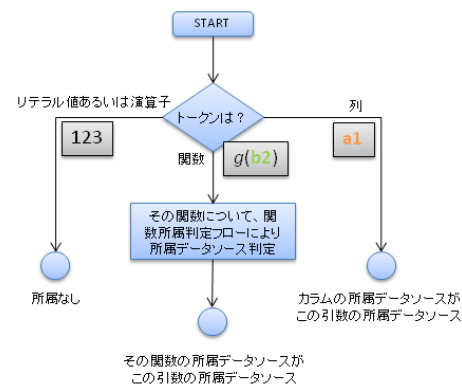 START
リテラル値あるいは演算子
トークンは？
列
123
関数
g(b2)
a1
その関数について、関
数所属判定フローにより
所属データソース判定
所属なし
カラムの所属データソースが
この引数の所属データソース
その関数の所属データソースが
この引数の所属データソース